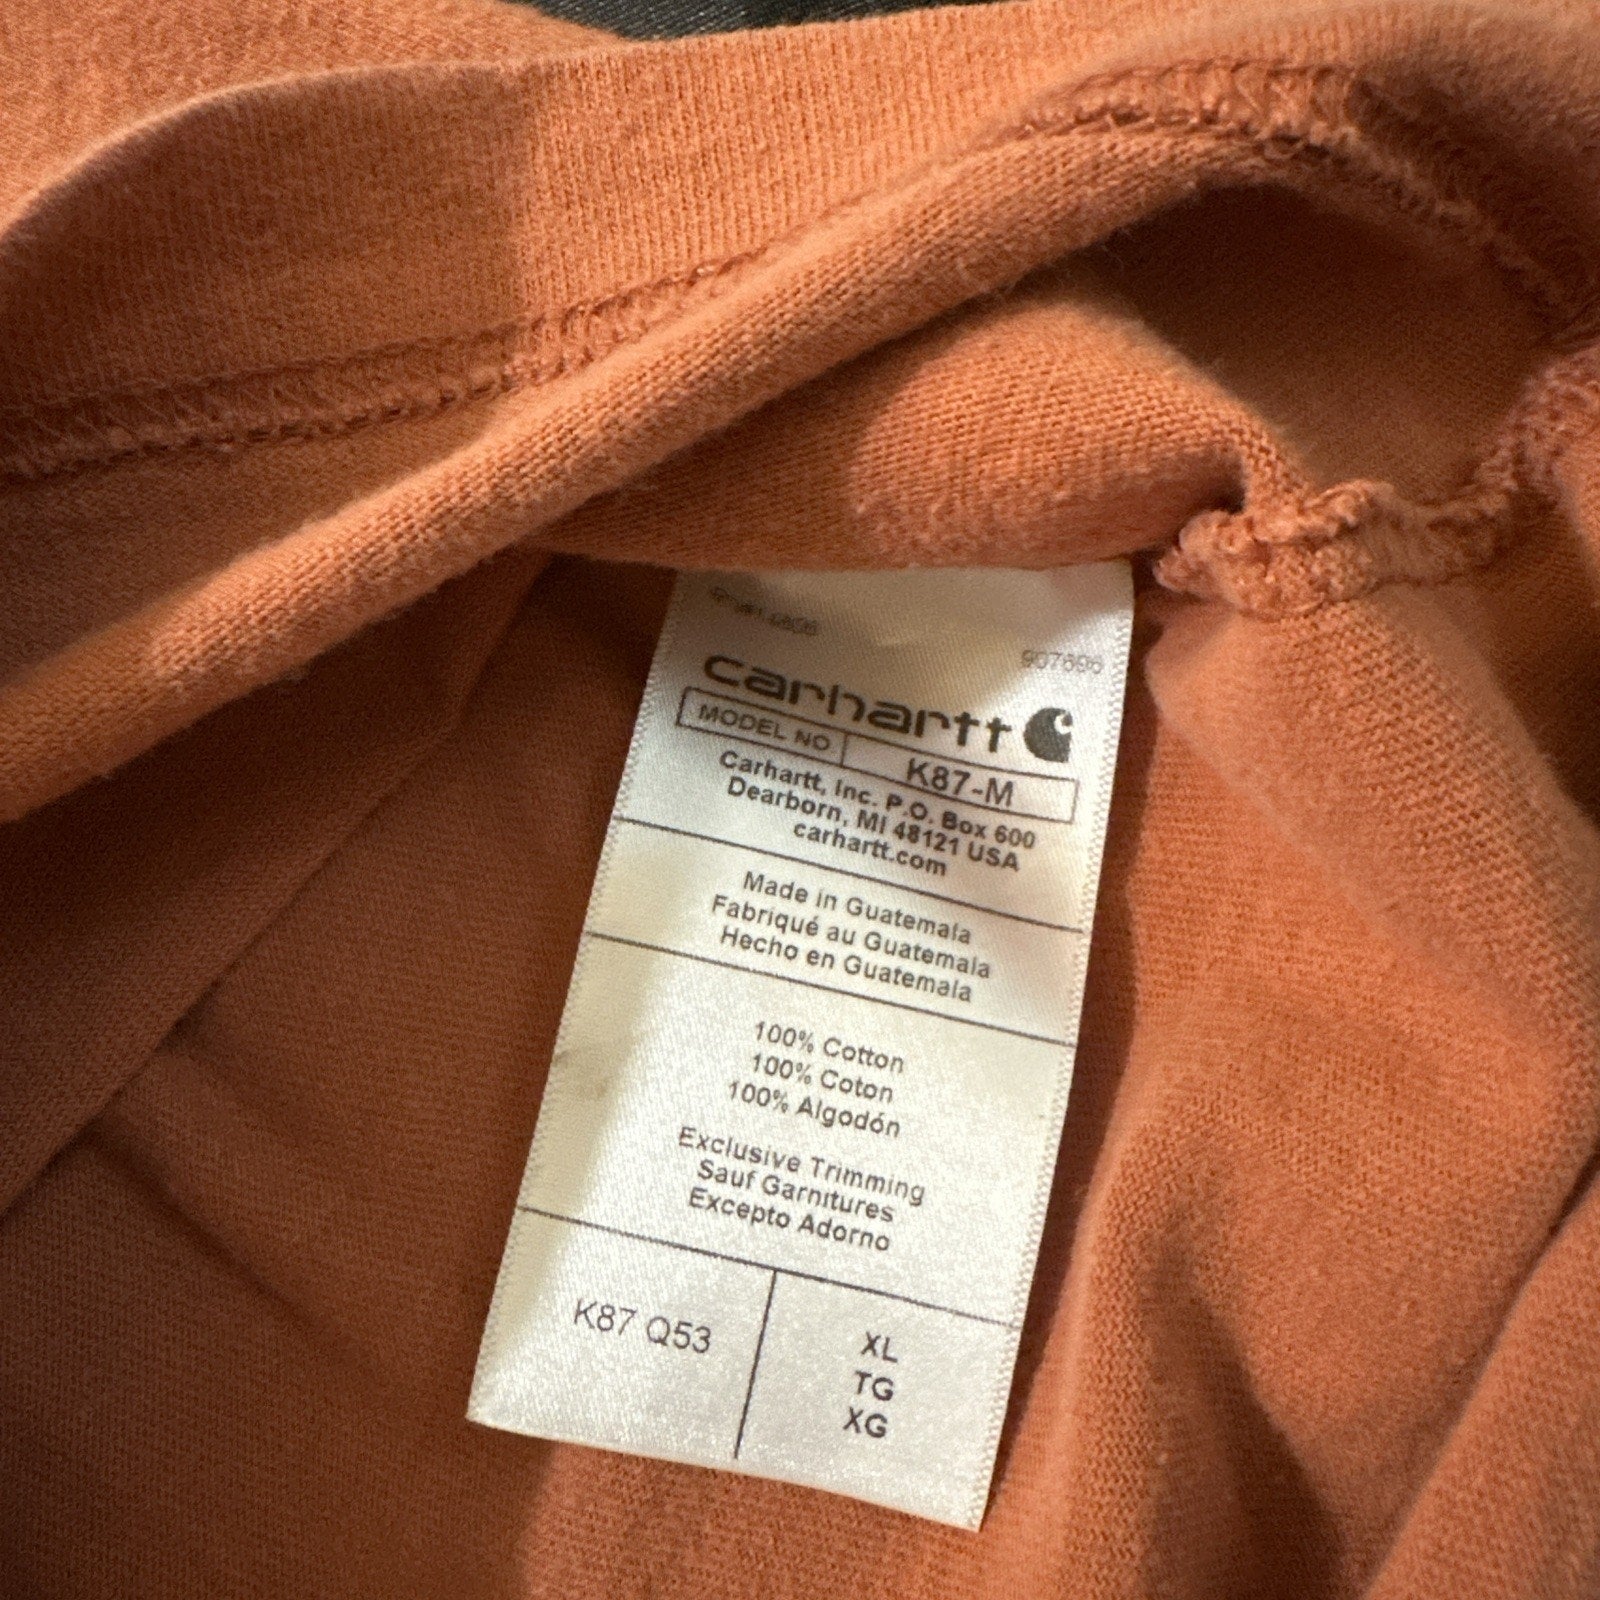 907696
carhartt
MODEL NO K87-M
Carhartt, Inc. P.O. Box 600
Dearborn, MI 48121 USA
carhartt.com
Made in Guatemala
Fabriqué au Guatemala
Hecho en Guatemala
100% Cotton
100% Coton
100% Algodón
Exclusive Trimming
Sauf Garnitures
Excepto Adorno
K87 Q53
XL
TG
XG